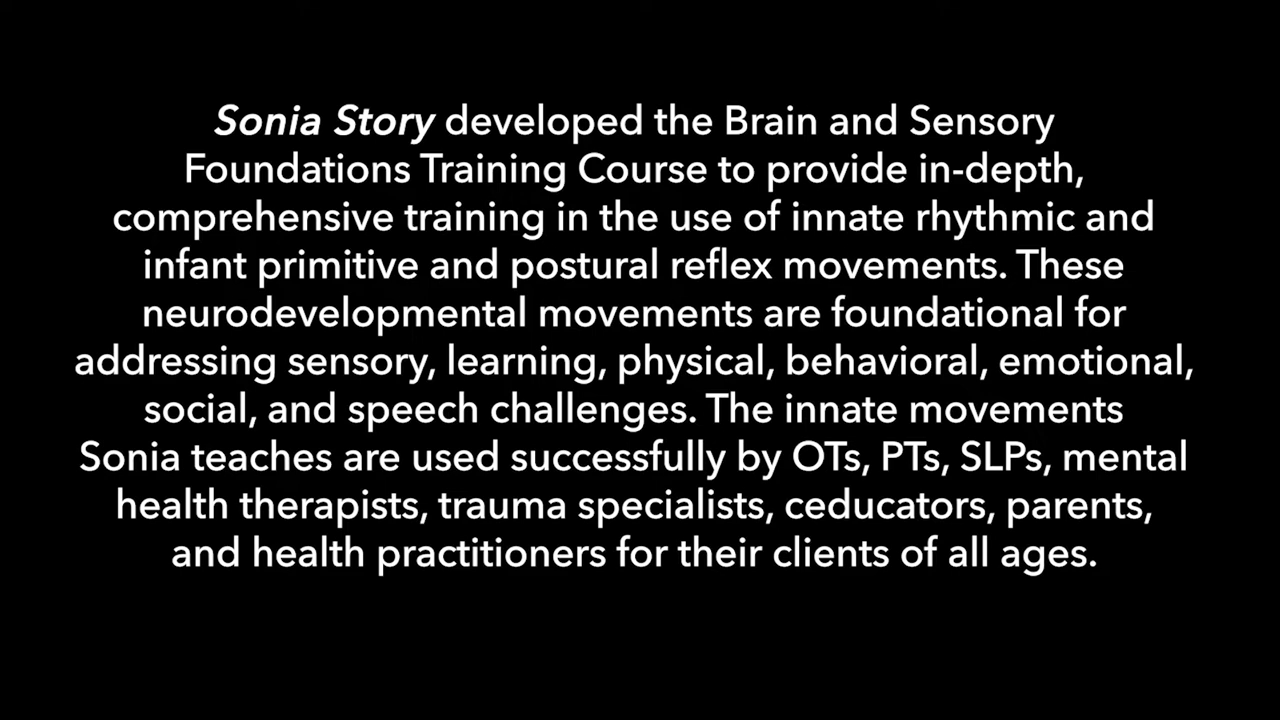 Sonia Story developed the Brain and Sensory
Foundations Training Course to provide in-depth,
comprehensive training in the use of innate rhythmic and
infant primitive and postural reflex movements. These
neurodevelopmental movements are foundational for
addressing sensory, learning, physical, behavioral, emotional,
social, and speech challenges. The innate movements
Sonia teaches are used successfully by OTs, PTs, SLPs, mental
health therapists, trauma specialists, ceducators, parents,
and health practitioners for their clients of all ages.